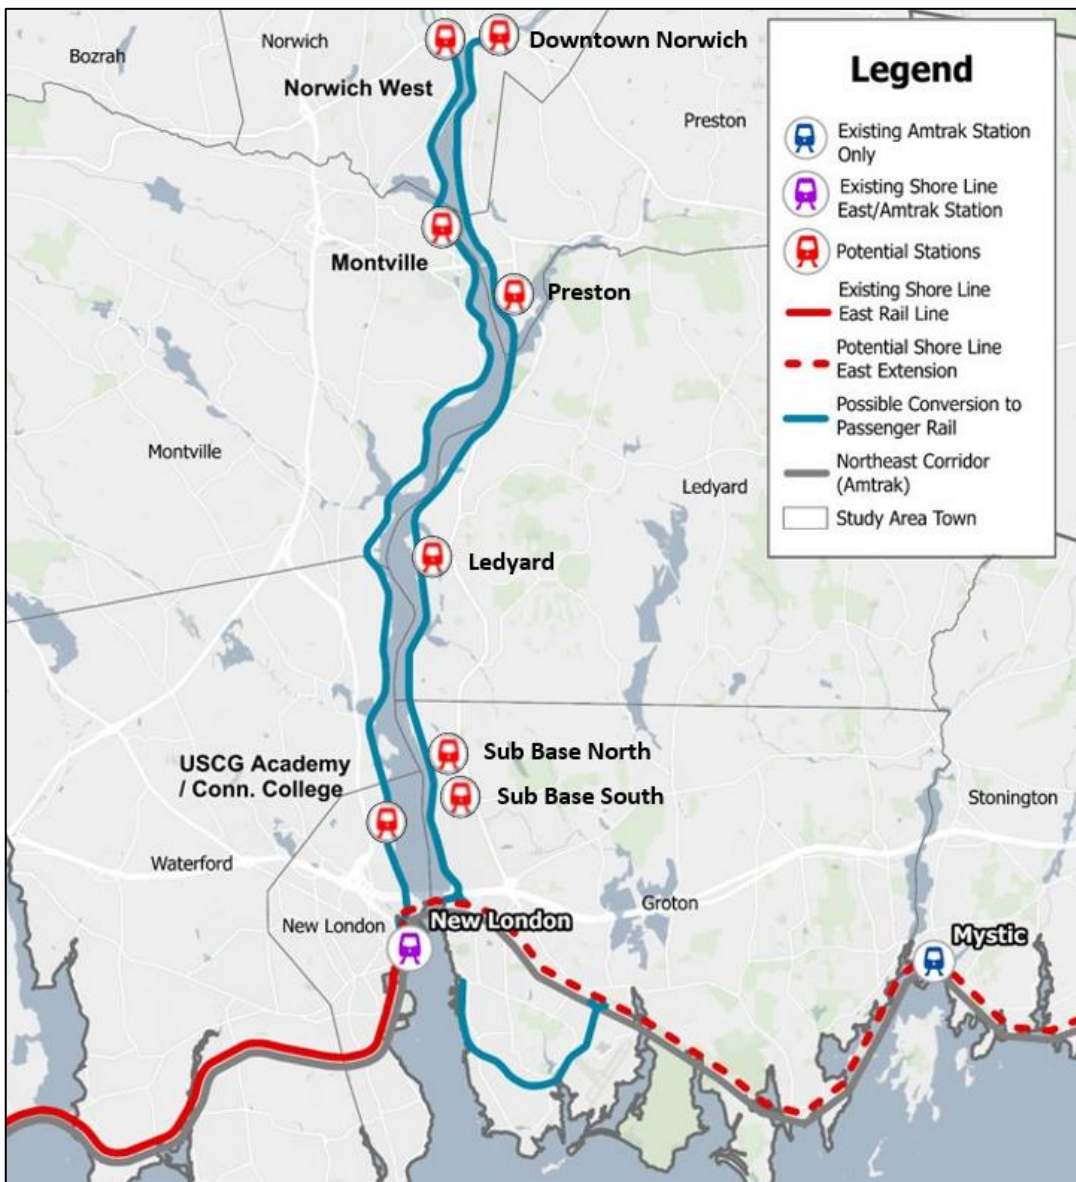 Norwich
Downtown Norwich
Bozrah
Norwich West
Preston
Montville
Preston
Montville
Ledyard
Ledyard
Sub Base North
USCG Academy
/ Conn. College
Sub Base South
Stonington
Waterford
Groton
New London
New London
Mystic
Legend
Existing Amtrak Station
Only
Existing Shore Line
East/Amtrak Station
Potential Stations
Existing Shore Line
East Rail Line
Potential Shore Line
East Extension
Possible Conversion to
Passenger Rail
Northeast Corridor
(Amtrak)
Study Area Town